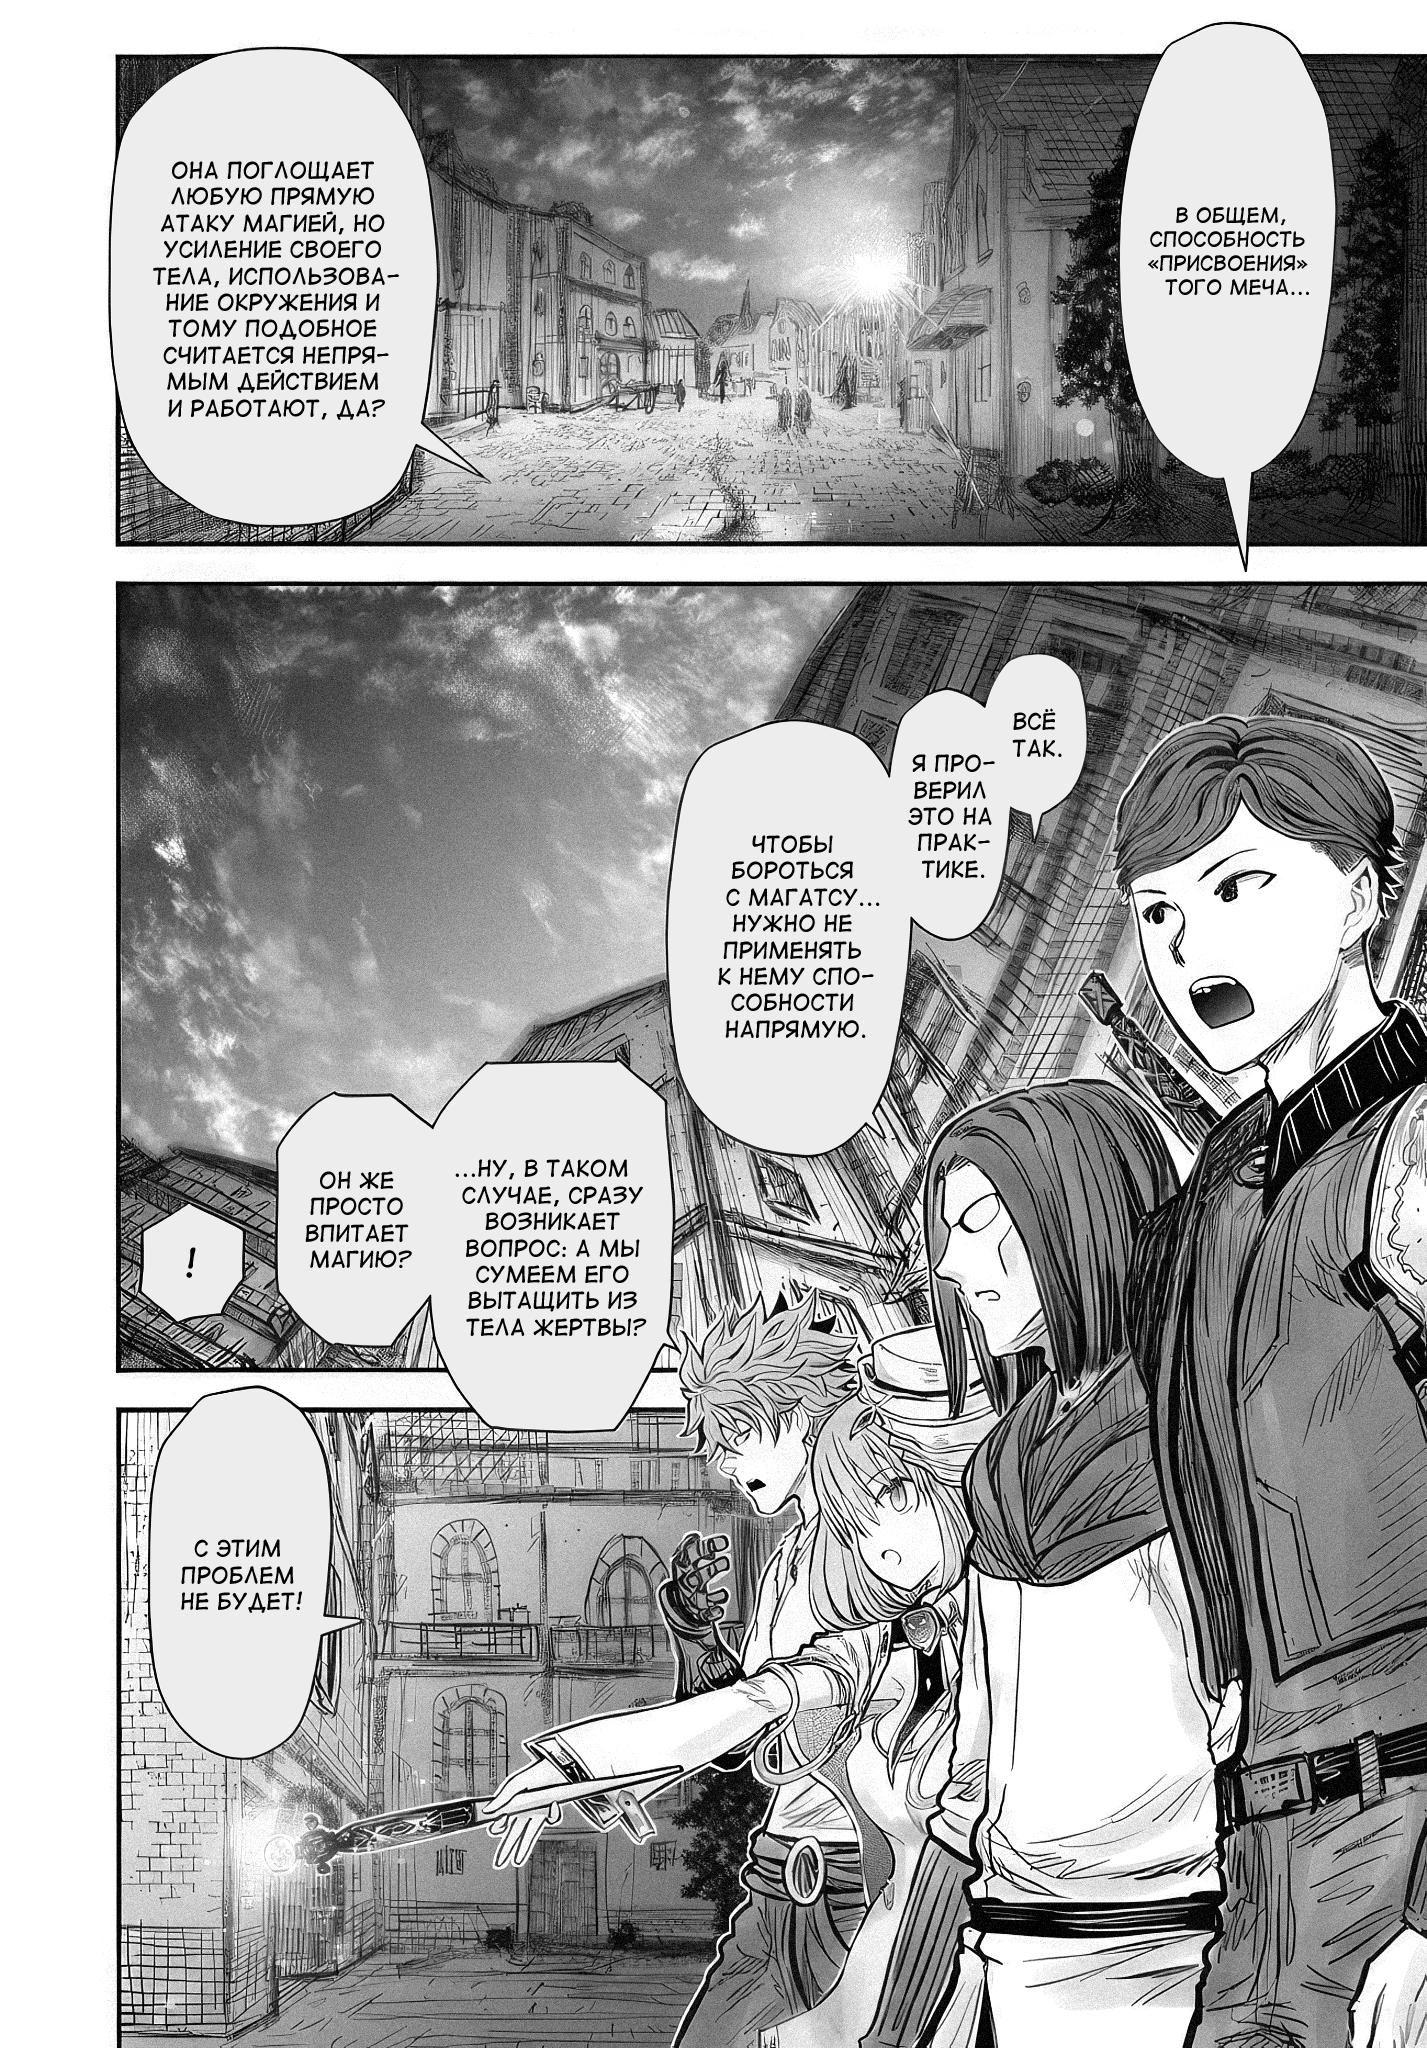 В ОБЩЕМ,
СПОСОБНОСТЬ
«ПРИСВОЕНИЯ»
ТОГО МЕЧА...
ОНА ПОГЛОЩАЕТ
ЛЮБУЮ ПРЯМУЮ
АТАКУ МАГИЕЙ, НО
УСИЛЕНИЕ СВОЕГО
ТЕЛА, ИСПОЛЬЗОВА-
НИЕ ОКРУЖЕНИЯ И
ТОМУ ПОДОБНОЕ
СЧИТАЕТСЯ НЕПРЯ-
МЫМ ДЕЙСТВИЕМ
И РАБОТАЮТ, ДА?
ВСЁ
ТАК.
Я ПРО-
ВЕРИЛ
ЭТО НА
ПРАК-
ТИКЕ.
ЧТОБЫ
БОРОТЬСЯ
С МАГАТСУ...
НУЖНО НЕ
ПРИМЕНЯТЬ
К НЕМУ СПО-
СОБНОСТИ
НАПРЯМУЮ.
...НУ, В ТАКОМ
СЛУЧАЕ, СРАЗУ
ВОЗНИКАЕТ
ВОПРОС: А МЫ
СУМЕЕМ ЕГО
ВЫТАЩИТЬ ИЗ
ТЕЛА ЖЕРТВЫ?
ОН ЖЕ
ПРОСТО
ВПИТАЕТ
МАГИЮ?
!
С ЭТИМ
ПРОБЛЕМ
НЕ БУДЕТ!